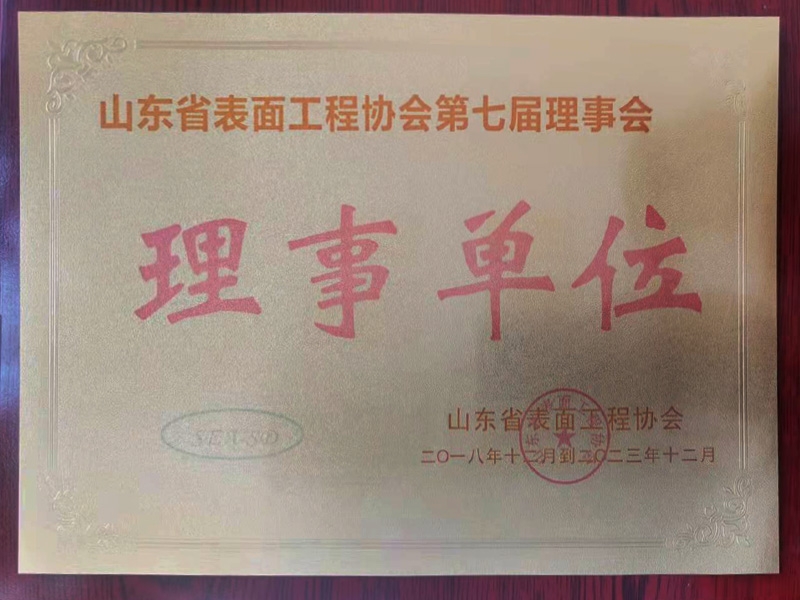 山东省表面工程协会第七届理事会
理事单位
SEA-SD
山东省表面工程协会
二〇一八年十二月到二〇二三年十二月